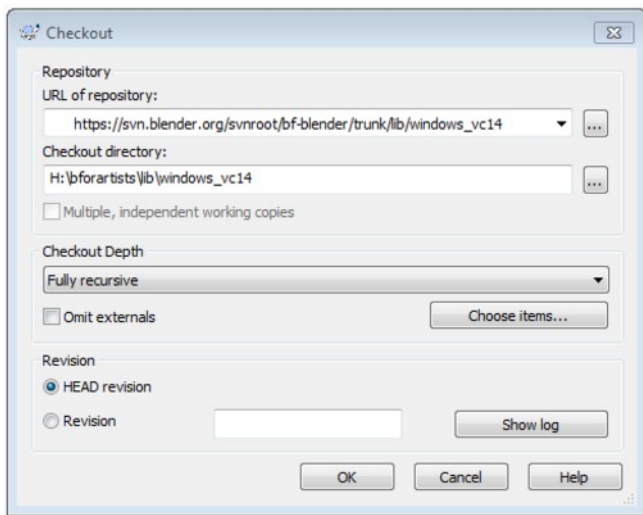 Checkout
Repository
URL of repository:
https://svn.blender.org/svnroot/bf-blender/trunk/lib/windows_vc14
...
Checkout directory:
H:\bforartists\lib\windows_vc14
...
Multiple, independent working copies
Checkout Depth
Fully recursive
Omit externals
Choose items...
Revision
HEAD revision
Revision
Show log
OK
Cancel
Help